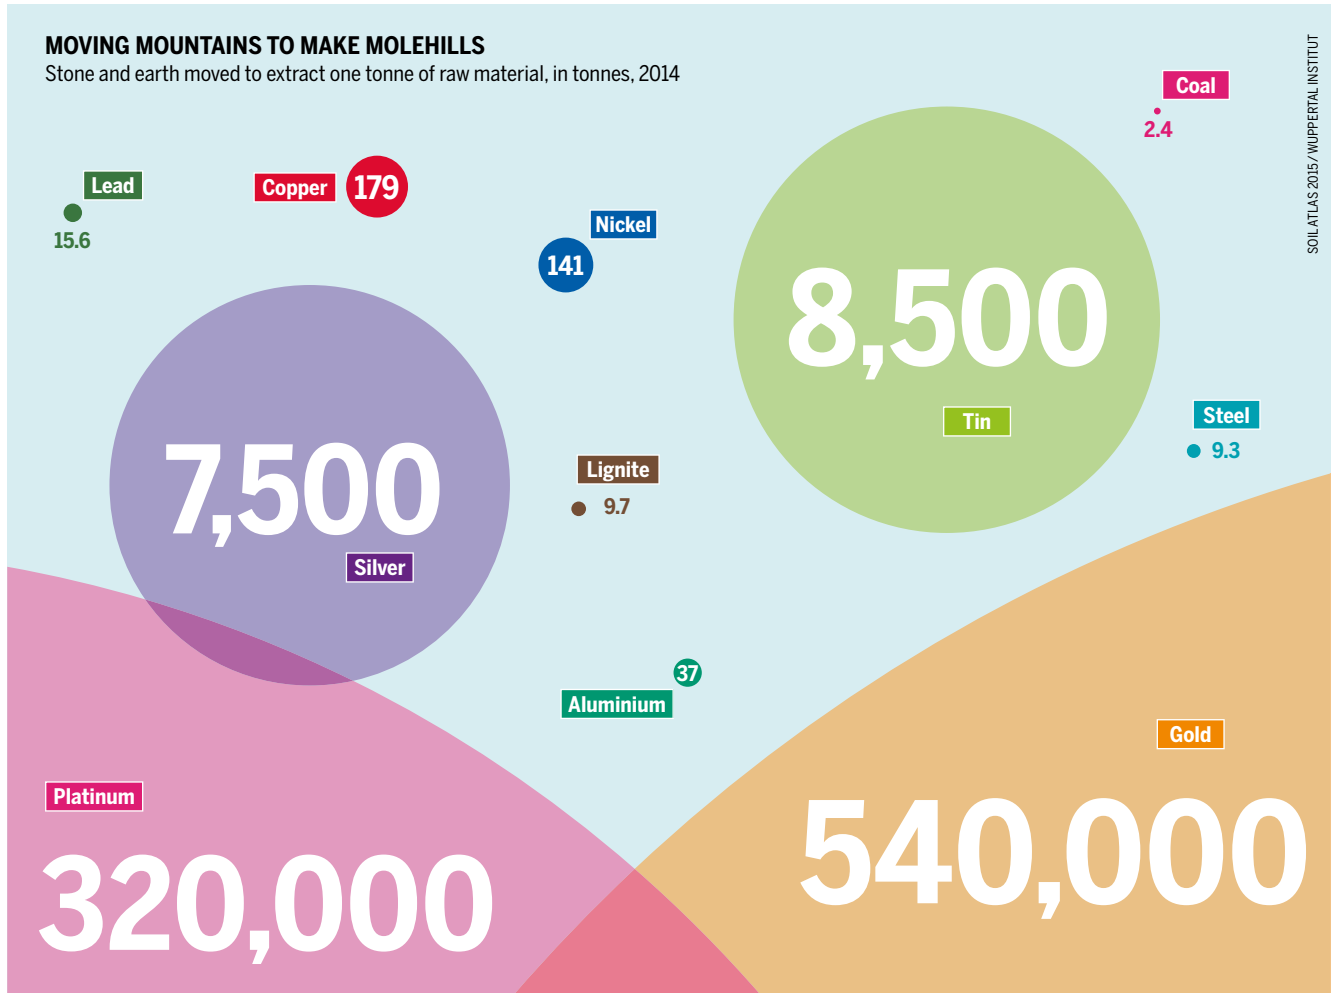 MOVING MOUNTAINS TO MAKE MOLEHILLS
Stone and earth moved to extract one tonne of raw material, in tonnes, 2014
SOIL ATLAS 2015 / WUPPERTAL INSTITUT
Coal
2.4
Lead
15.6
Copper
179
Nickel
141
8,500
Tin
Steel
9.3
7,500
Silver
Lignite
9.7
37
Aluminium
Gold
540,000
Platinum
320,000